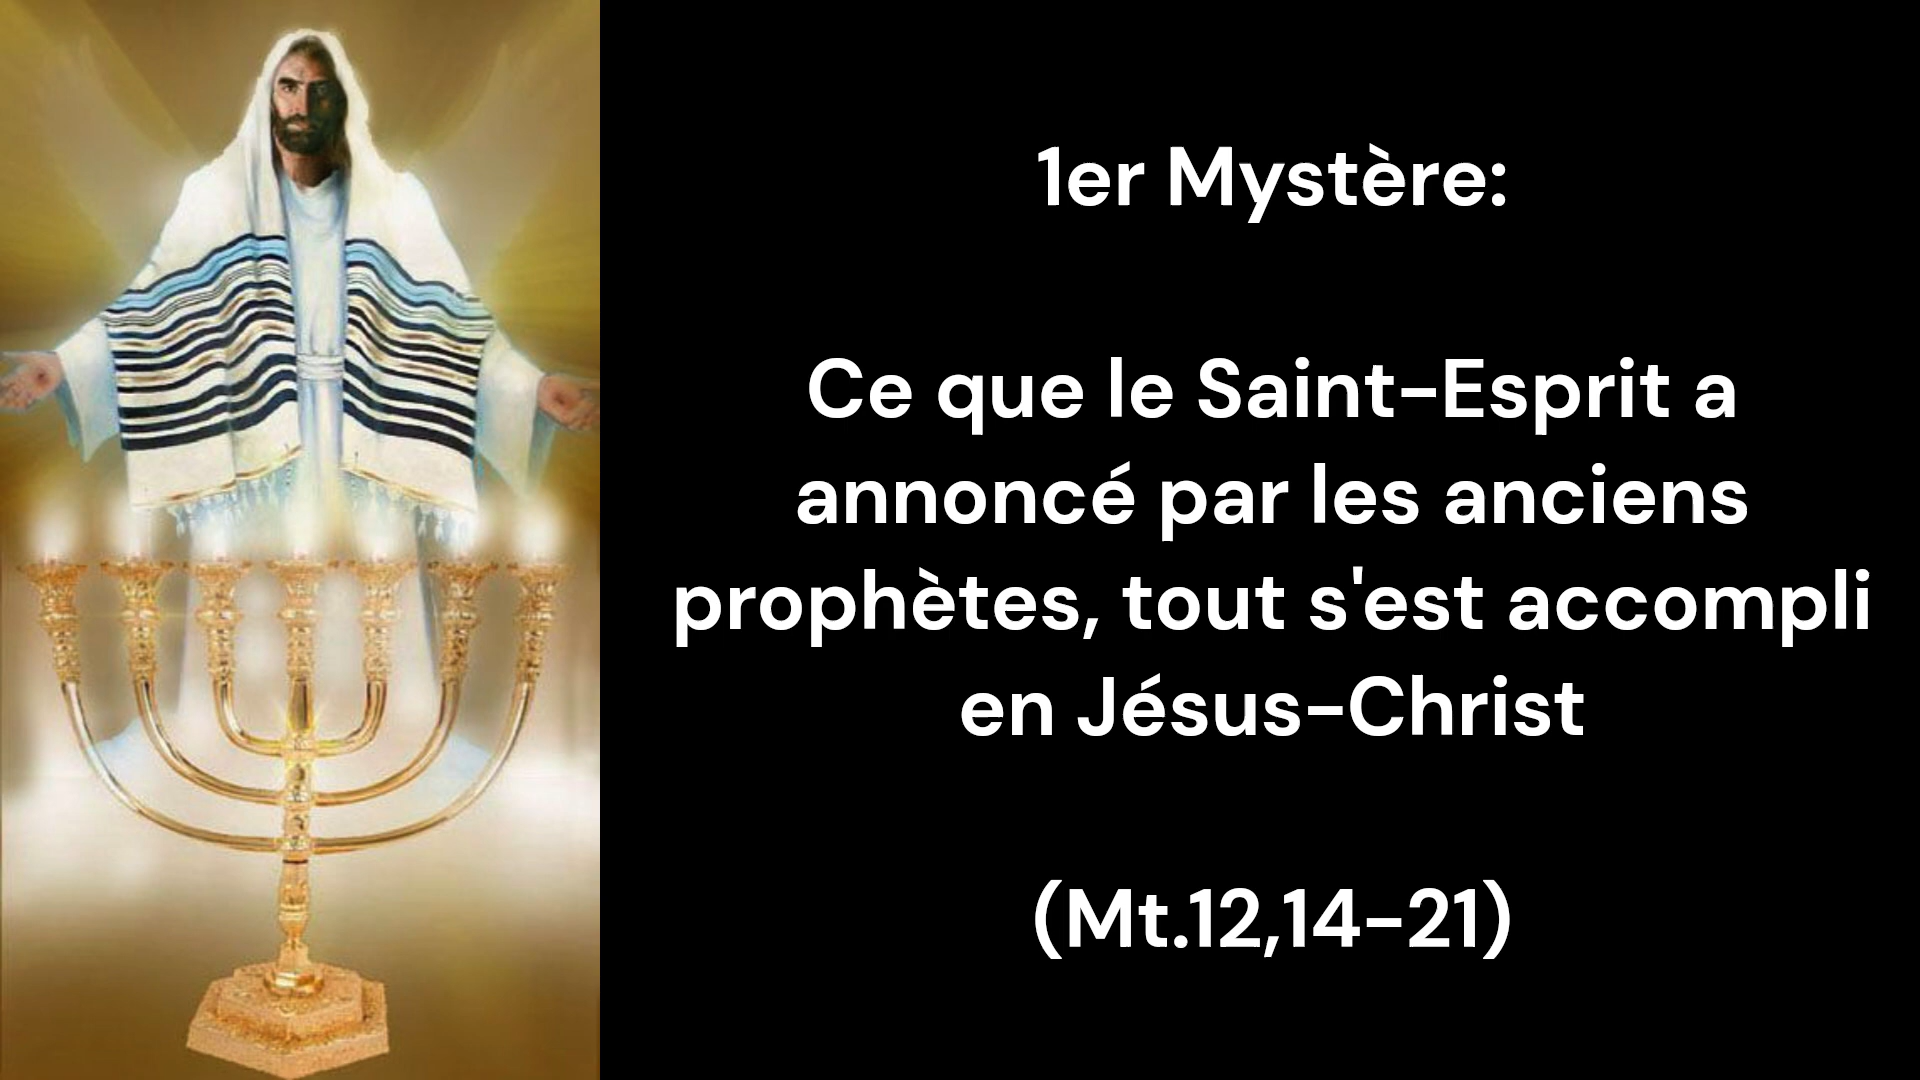 1er Mystère:
Ce que le Saint-Esprit a
annoncé par les anciens
prophètes, tout s'est accompli
en Jésus-Christ
(Mt.12,14-21)